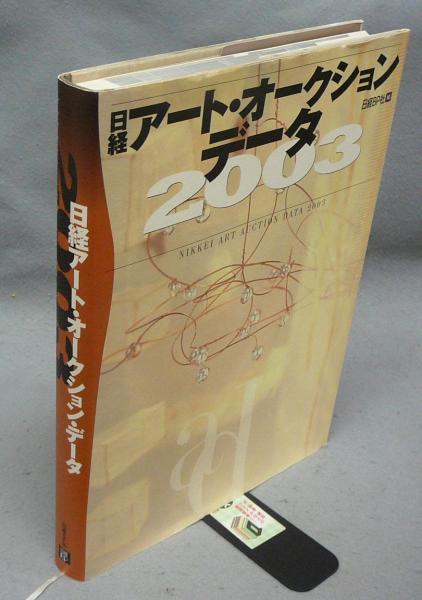 日経 アート・オークション
データ
日経BP社 編
2003
NIKKEI ART AUCTION DATA 2003
ad
日経アート・オークション・データ